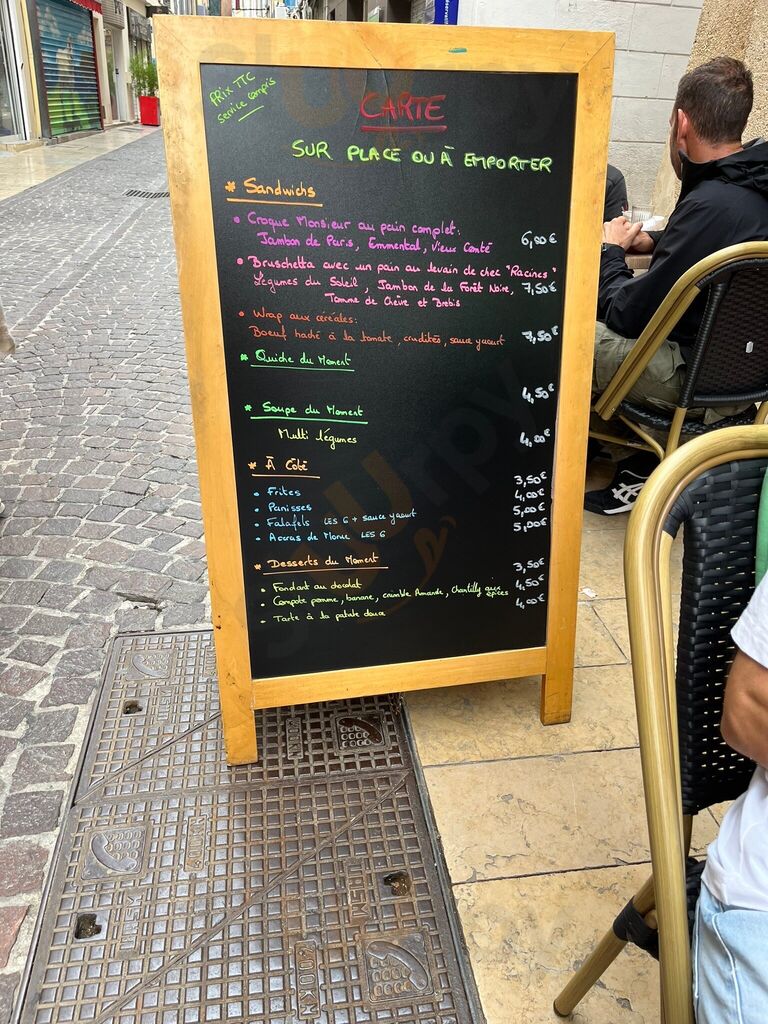 PRIX TTC
service compris
CARTE
SUR PLACE OU À EMPORTER
* Sandwichs
• Croque Monsieur au pain complet:
Jambon de Paris, Emmental, Vieux Comté 6,00€
• Bruschetta avec un pain au levain de chez "Racines"
Légumes du Soleil, Jambon de la Forêt Noire, 7,50€
Tomme de Chèvre et Brebis
• Wrap aux céréales:
Boeuf haché à la tomate, crudités, sauce yaourt 7,50€
* Quiche du Moment
4,50€
* Soupe du Moment
Multi légumes 4,00€
* À Côté
• Frites 3,50€
• Panisses 4,00€
• Falafels LES 6 + sauce yaourt 5,00€
• Accras de Morue LES 6 5,00€
* Desserts du Moment
• Fondant au chocolat 3,50€
• Compote pomme, banane, crumble Amande, chantilly aux épices 4,50€
• Tarte à la patate douce 4,00€